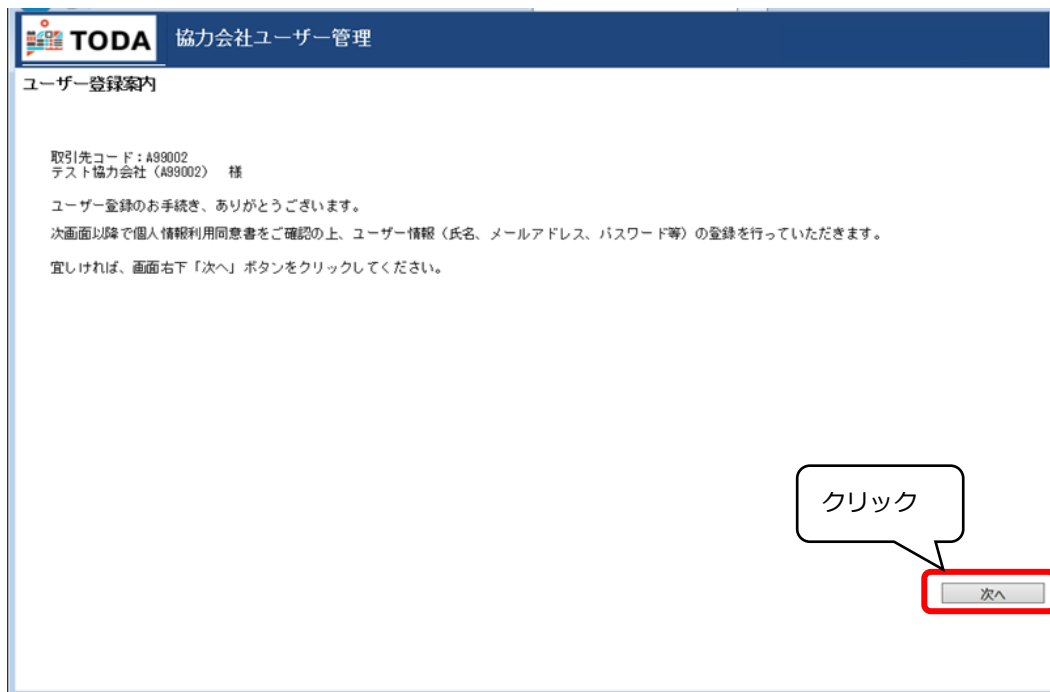 TODA 協力会社ユーザー管理
ユーザー登録案内
取引先コード：A99002
テスト協力会社（A99002） 様
ユーザー登録のお手続き、ありがとうございます。
次画面以降で個人情報利用同意書をご確認の上、ユーザー情報（氏名、メールアドレス、パスワード等）の登録を行っていただきます。
宜しければ、画面右下「次へ」ボタンをクリックしてください。
クリック
次へ